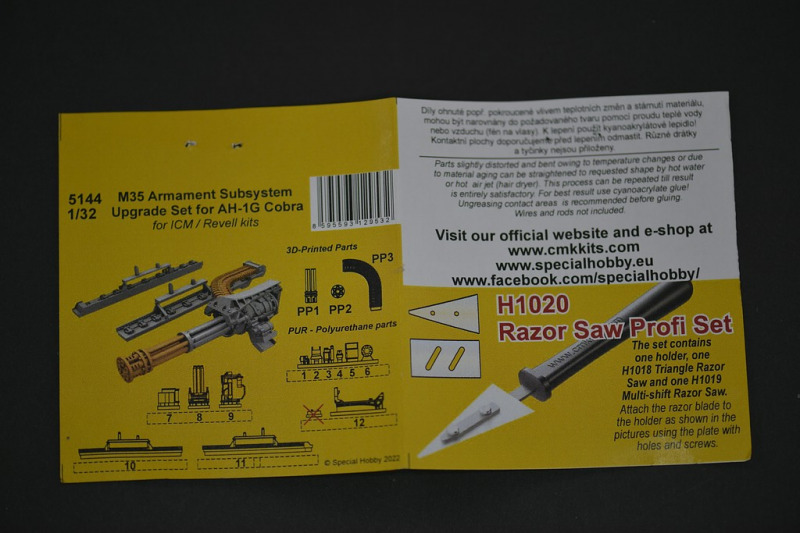 5144
1/32
M35 Armament Subsystem
Upgrade Set for AH-1G Cobra
for ICM / Revell kits
8 595593 129532
3D-Printed Parts
PP1
PP2
PP3
PUR - Polyurethane parts
1 2 3 4 5 6
7
8
9
12
10
11
© Special Hobby 2022
Díly ohnuté popř. pokroucené vlivem teplotních změn a stárnutí materiálu,
mohou být narovnány do požadovaného tvaru pomocí proudu teplé vody
nebo vzduchu (fén na vlasy). K lepení použít kyanoakrylátové lepidlo!
Kontaktní plochy doporučujeme před lepením odmastit. Různé drátky
a tyčinky nejsou přiloženy.
Parts slightly distorted and bent owing to temperature changes or due
to material aging can be straightened to requested shape by hot water
or hot air jet (hair dryer). This process can be repeated till result
is entirely satisfactory. For best result use cyanoacrylate glue!
Ungreasing contact areas is recommended before gluing.
Wires and rods not included.
Visit our official website and e-shop at
www.cmkkits.com
www.specialhobby.eu
www.facebook.com/specialhobby/
H1020
Razor Saw Profi Set
The set contains
one holder, one
H1018 Triangle Razor
Saw and one H1019
Multi-shift Razor Saw.
Attach the razor blade to
the holder as shown in the
pictures using the plate with
holes and screws.